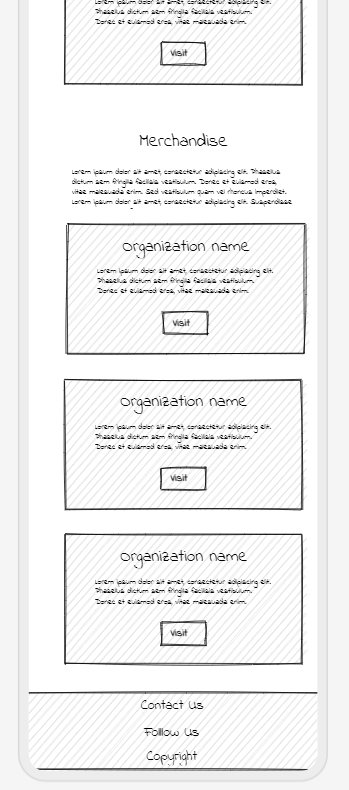 Lorem ipsum dolor sit amet, consectetur adipiscing elit.
Phasellus dictum sem fringilla facilisis vestibulum.
Donec et euismod eros, vitae malesuada enim.
Visit
Merchandise
Lorem ipsum dolor sit amet, consectetur adipiscing elit. Phasellus
dictum sem fringilla facilisis vestibulum. Donec et euismod eros,
vitae malesuada enim. Sed vestibulum quam vel rhoncus imperdiet.
Lorem ipsum dolor sit amet, consectetur adipiscing elit. Suspendisse
Organization name
Lorem ipsum dolor sit amet, consectetur adipiscing elit.
Phasellus dictum sem fringilla facilisis vestibulum.
Donec et euismod eros, vitae malesuada enim.
Visit
Organization name
Lorem ipsum dolor sit amet, consectetur adipiscing elit.
Phasellus dictum sem fringilla facilisis vestibulum.
Donec et euismod eros, vitae malesuada enim.
Visit
Organization name
Lorem ipsum dolor sit amet, consectetur adipiscing elit.
Phasellus dictum sem fringilla facilisis vestibulum.
Donec et euismod eros, vitae malesuada enim.
Visit
Contact Us
Follow Us
Copyright